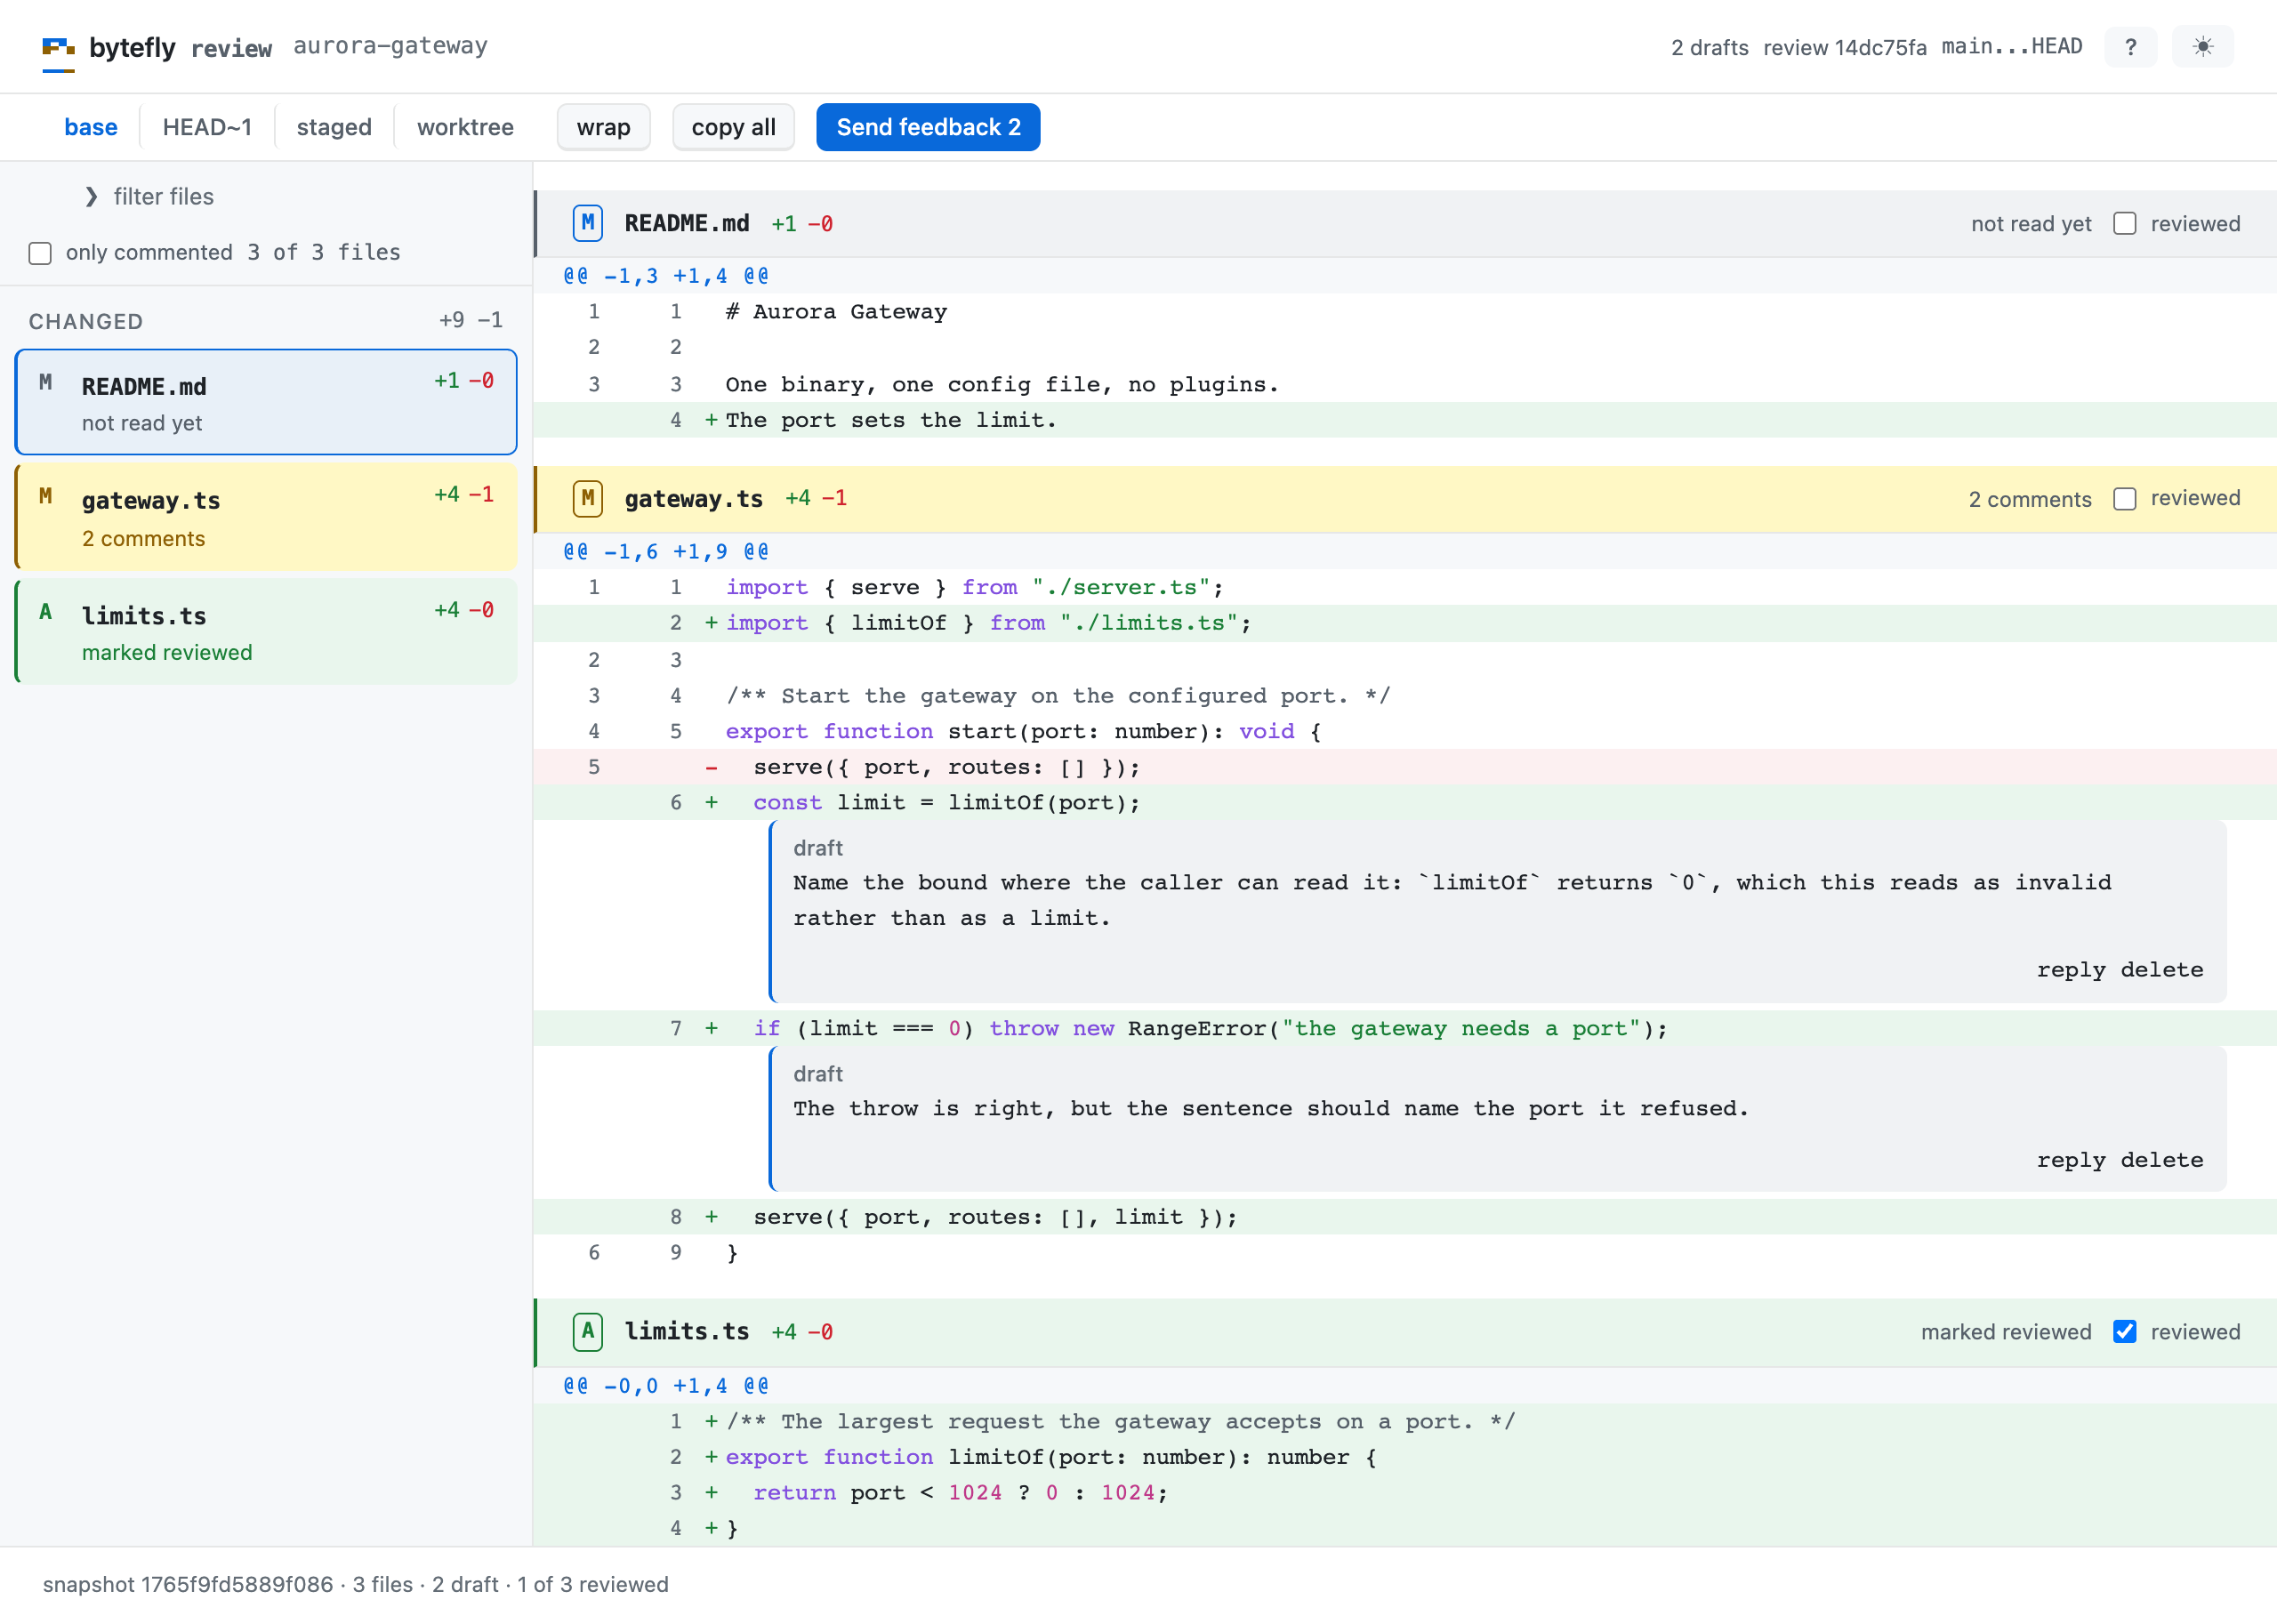 bytefly review aurora-gateway 2 drafts review 14dc75fa main...HEAD ? ☀
base HEAD~1 staged worktree wrap copy all Send feedback 2
❯ filter files
only commented 3 of 3 files
CHANGED +9 −1
M README.md +1 −0
not read yet
M gateway.ts +4 −1
2 comments
A limits.ts +4 −0
marked reviewed
M README.md +1 −0 not read yet reviewed
@@ -1,3 +1,4 @@
1 1 # Aurora Gateway
2 2
3 3 One binary, one config file, no plugins.
4 + The port sets the limit.
M gateway.ts +4 −1 2 comments reviewed
@@ -1,6 +1,9 @@
1 1 import { serve } from "./server.ts";
2 + import { limitOf } from "./limits.ts";
2 3
3 4 /** Start the gateway on the configured port. */
4 5 export function start(port: number): void {
5 − serve({ port, routes: [] });
6 + const limit = limitOf(port);
draft
Name the bound where the caller can read it: `limitOf` returns `0`, which this reads as invalid
rather than as a limit.
reply delete
7 + if (limit === 0) throw new RangeError("the gateway needs a port");
draft
The throw is right, but the sentence should name the port it refused.
reply delete
8 + serve({ port, routes: [], limit });
6 9 }
A limits.ts +4 −0 marked reviewed reviewed
@@ -0,0 +1,4 @@
1 + /** The largest request the gateway accepts on a port. */
2 + export function limitOf(port: number): number {
3 + return port < 1024 ? 0 : 1024;
4 + }
snapshot 1765f9fd5889f086 · 3 files · 2 draft · 1 of 3 reviewed